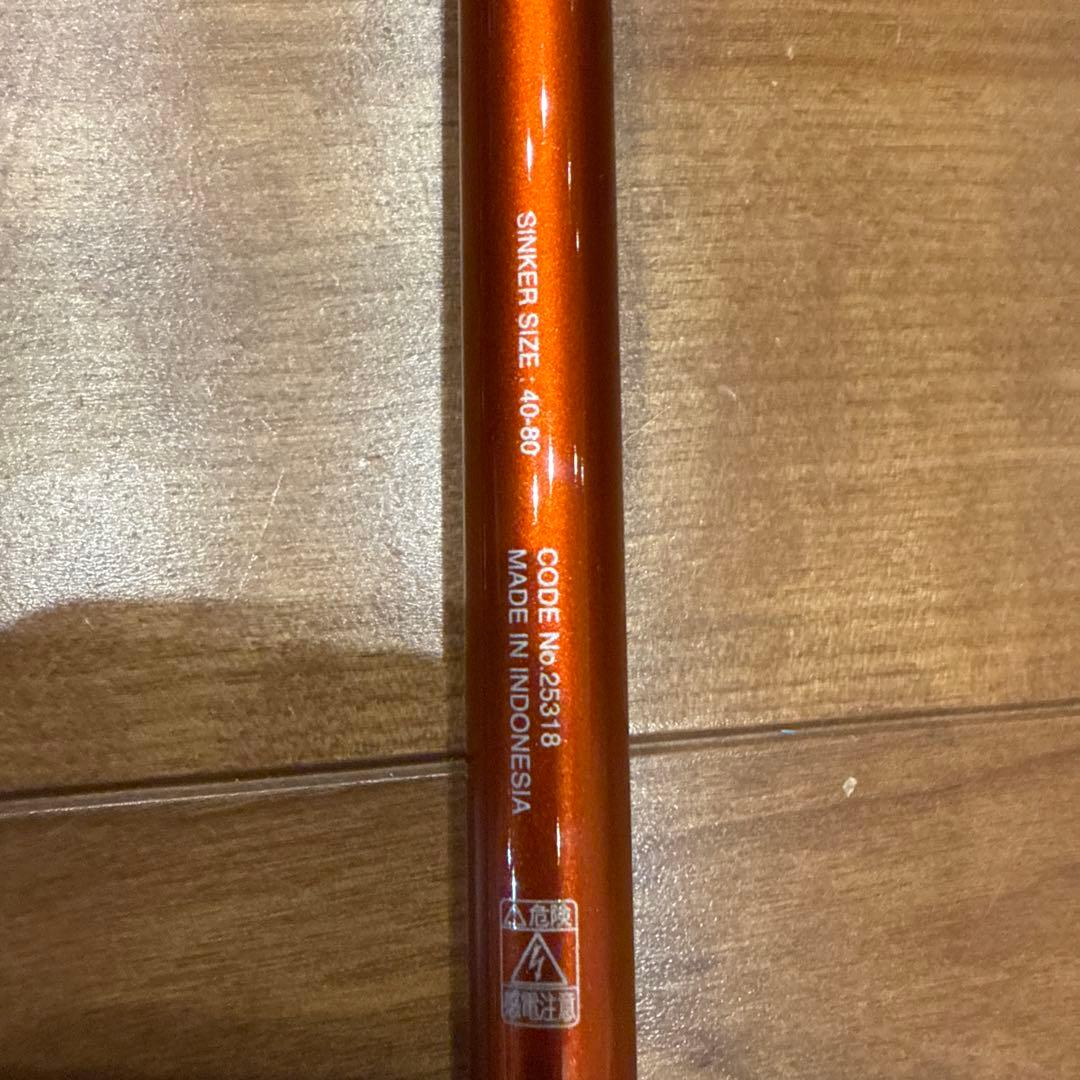 SINKER SIZE : 40-80
CODE No.25318
MADE IN INDONESIA
危険
感電注意